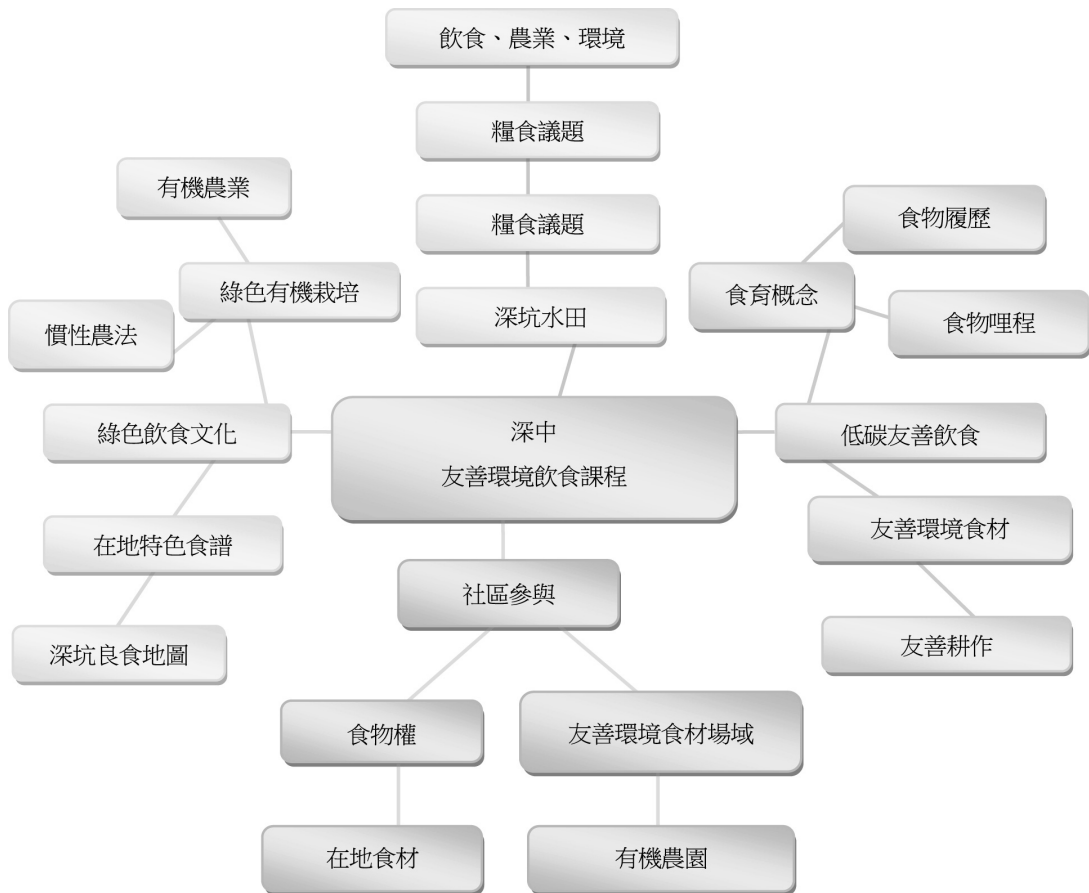 飲食、農業、環境
糧食議題
有機農業
糧食議題
食物履歷
綠色有機栽培
食育概念
深坑水田
食物哩程
慣性農法
綠色飲食文化
深中
友善環境飲食課程
低碳友善飲食
在地特色食譜
友善環境食材
社區參與
深坑良食地圖
友善耕作
食物權
友善環境食材場域
在地食材
有機農園